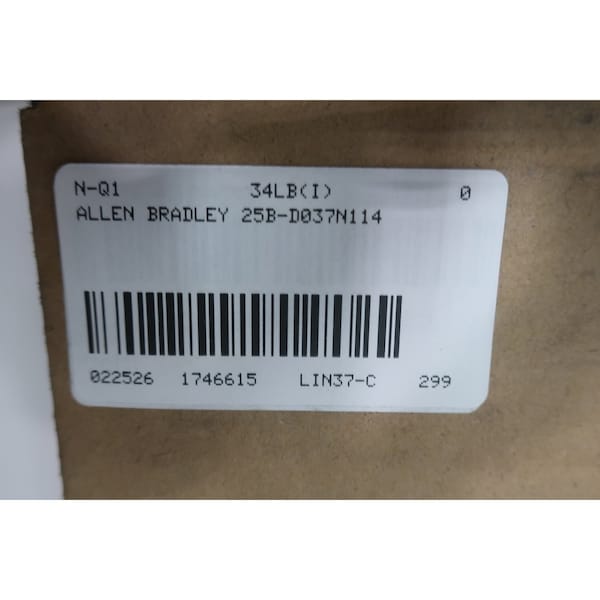 N-Q1 34LB(I) 0
ALLEN BRADLEY 25B-D037N114
022526 1746615 LIN37-C 299